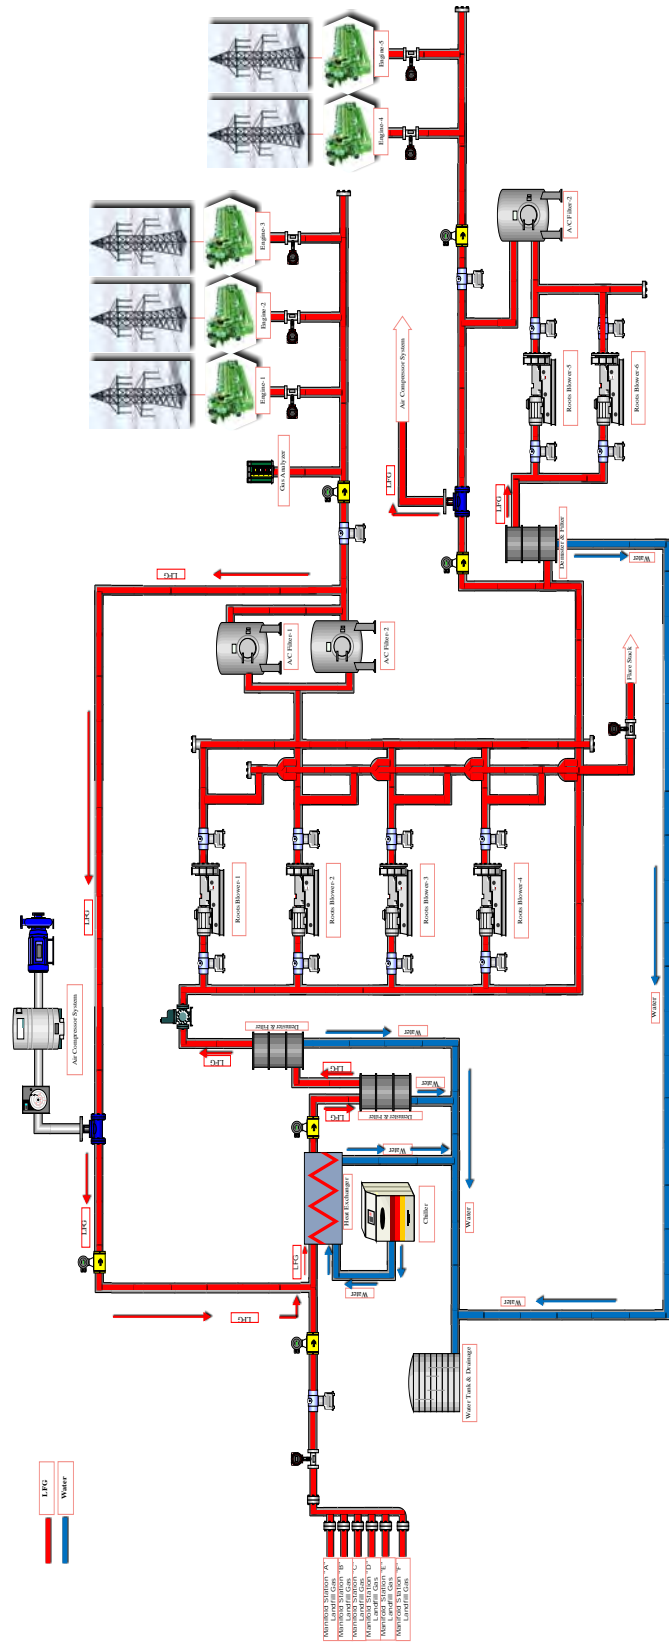 LFG
Water
Air Compressor System
LFG
LFG
LFG
LFG
Roots Blower-1
Engine-1
Engine-2
Engine-3
Gas Analyzer
A/C Filter-1
Demister & Filter
LFG
LFG
Heat Exchanger
Roots Blower-2
Manifold Station "A"
Landfill Gas
Manifold Station "B"
Landfill Gas
Manifold Station "C"
Landfill Gas
Manifold Station "D"
Landfill Gas
Manifold Station "E"
Landfill Gas
Manifold Station "F"
Landfill Gas
LFG
LFG
Water
A/C Filter-2
Engine-4
Engine-5
Water
Water
Water
Demister & Filter
Chiller
Roots Blower-3
LFG
Air Compressor System
Water Tank & Drainage
Water
Water
Roots Blower-4
LFG
Demister & Filter
Roots Blower-5
A/C Filter-2
Water
Roots Blower-6
Flare Stack
Water